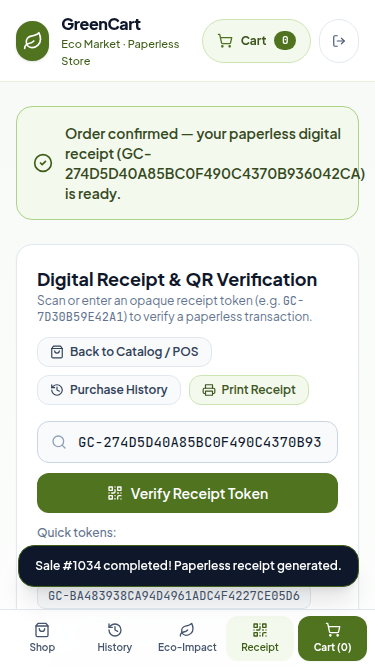 GreenCart
Eco Market · Paperless
Store
Cart 0
Order confirmed — your paperless digital
receipt (GC-
274D5D40A85BC0F490C4370B936042CA)
is ready.
Digital Receipt & QR Verification
Scan or enter an opaque receipt token (e.g. GC-
7D30B59E42A1) to verify a paperless transaction.
Back to Catalog / POS
Purchase History
Print Receipt
GC-274D5D40A85BC0F490C4370B93
Verify Receipt Token
Quick tokens:
Sale #1034 completed! Paperless receipt generated.
GC-BA483938CA94D4961ADC4F4227CE05D6
Shop
History
Eco-Impact
Receipt
Cart (0)